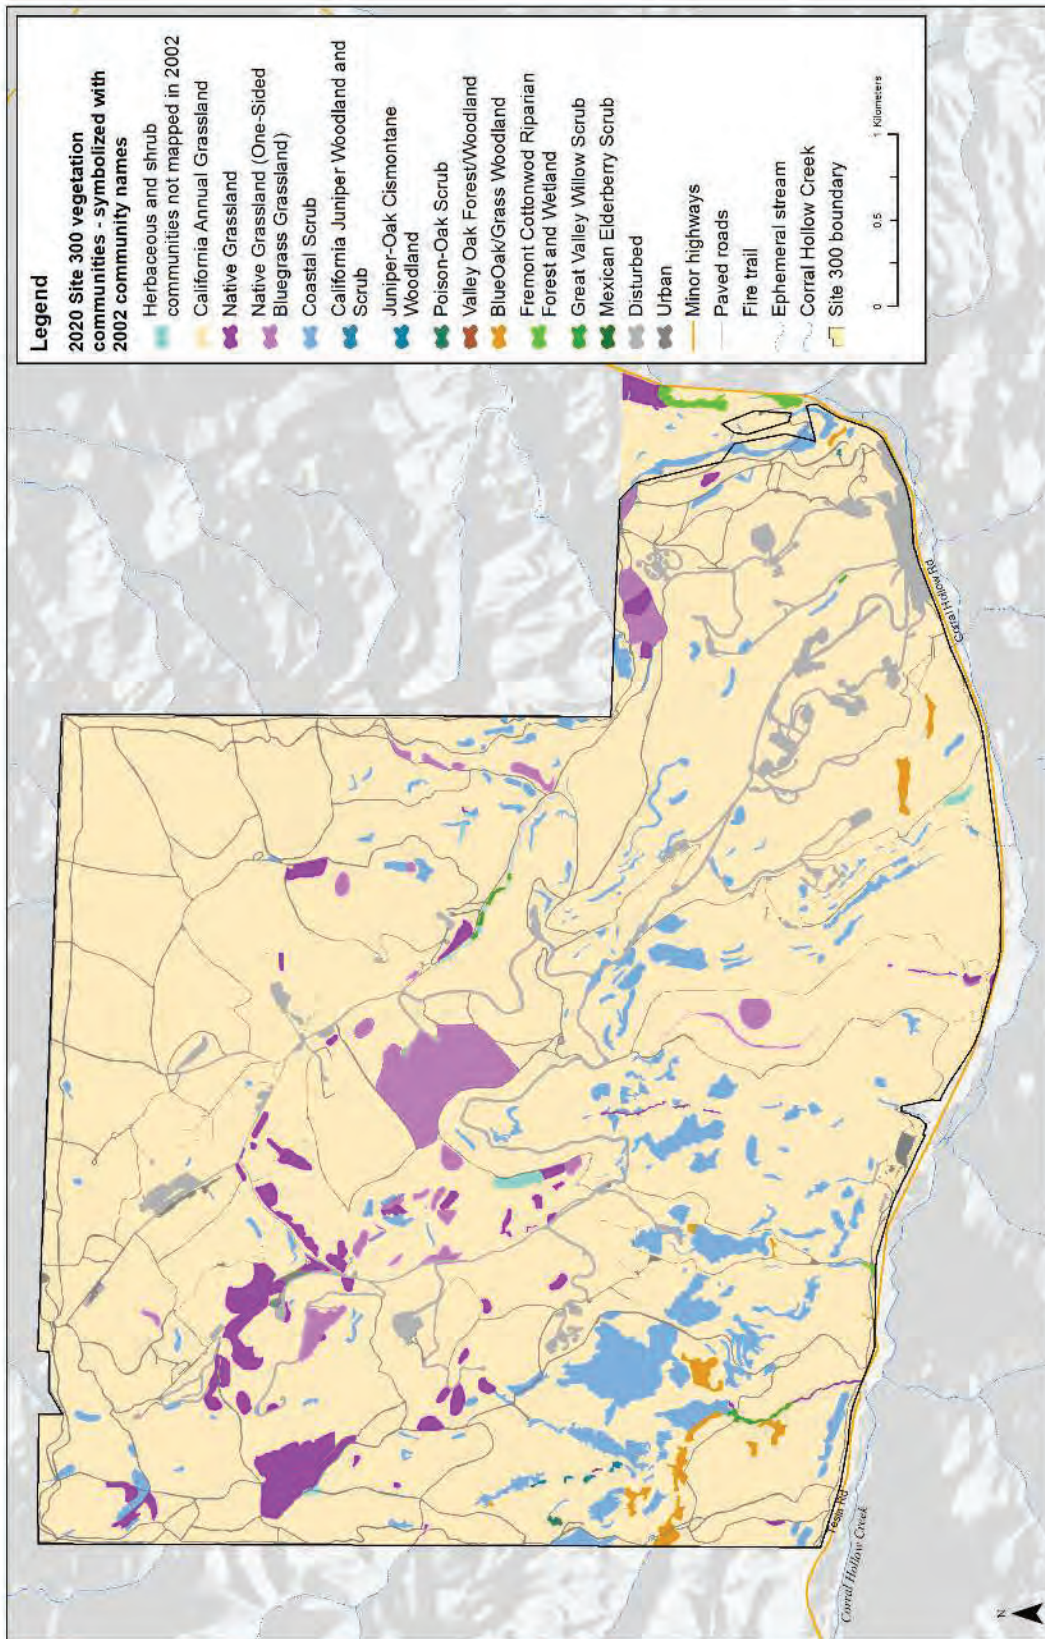 Legend
2020 Site 300 vegetation
communities - symbolized with
2002 community names
Herbaceous and shrub
communities not mapped in 2002
California Annual Grassland
Native Grassland
Native Grassland (One-Sided
Bluegrass Grassland)
Coastal Scrub
California Juniper Woodland and
Scrub
Juniper-Oak Cismontane
Woodland
Poison-Oak Scrub
Valley Oak Forest/Woodland
BlueOak/Grass Woodland
Fremont Cottonwood Riparian
Forest and Wetland
Great Valley Willow Scrub
Mexican Elderberry Scrub
Disturbed
Urban
Minor highways
Paved roads
Fire trail
Ephemeral stream
Corral Hollow Creek
Site 300 boundary
0 0.5 1 Kilometers
Corral Hollow Rd
Tesla Rd
Corral Hollow Creek
N